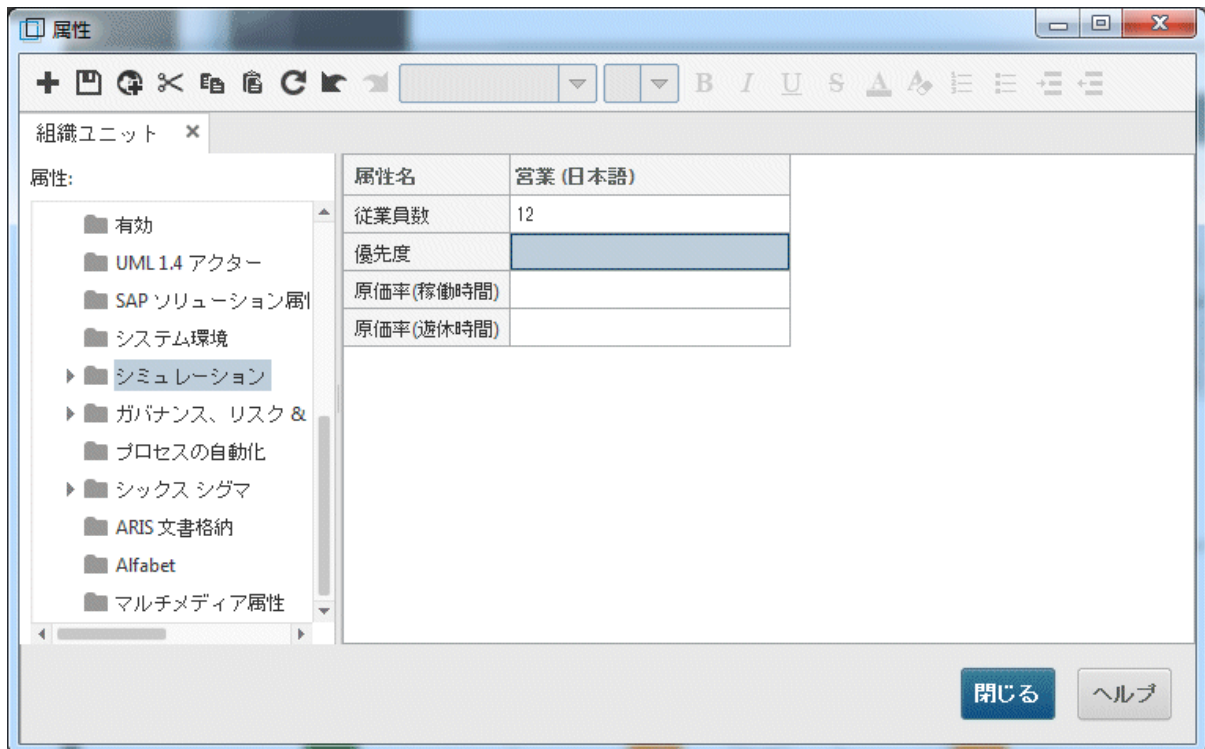 属性
B I U S A
組織ユニット ×
属性:
有効
UML 1.4 アクター
SAP ソリューション属
システム環境
シミュレーション
ガバナンス、リスク &
プロセスの自動化
シックス シグマ
ARIS 文書格納
Alfabet
マルチメディア属性
属性名 営業 (日本語)
従業員数 12
優先度
原価率(稼働時間)
原価率(遊休時間)
閉じる ヘルプ